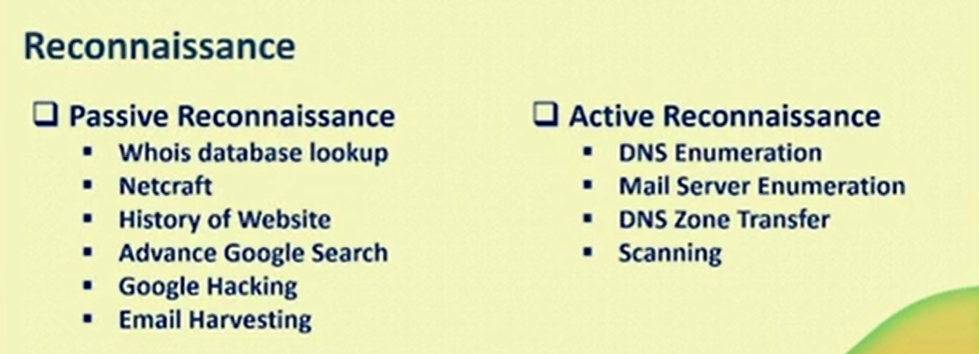 Reconnaissance
Passive Reconnaissance
Whois database lookup
Netcraft
History of Website
Advance Google Search
Google Hacking
Email Harvesting
Active Reconnaissance
DNS Enumeration
Mail Server Enumeration
DNS Zone Transfer
Scanning